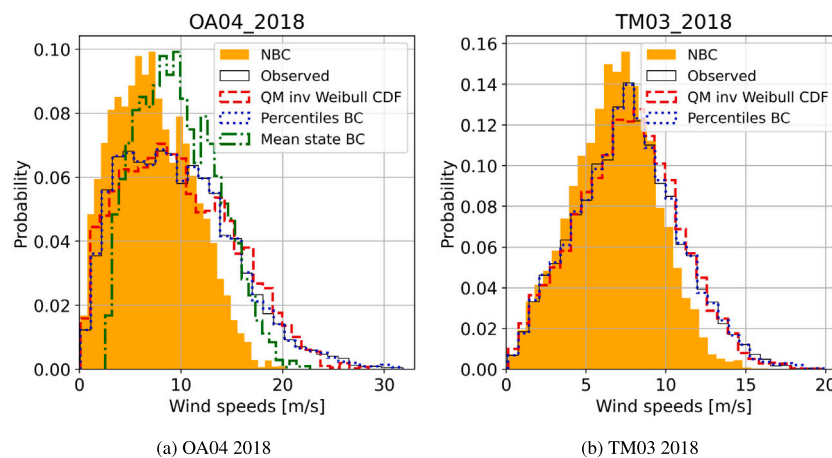 OA04_2018
0.10
0.08
0.06
0.04
0.02
0.00
Probability
0
10
20
30
Wind speeds [m/s]
NBC
Observed
QM inv Weibull CDF
Percentiles BC
Mean state BC
(a) OA04 2018
TM03_2018
0.16
0.14
0.12
0.10
0.08
0.06
0.04
0.02
0.00
Probability
0
5
10
15
20
Wind speeds [m/s]
NBC
Observed
QM inv Weibull CDF
Percentiles BC
(b) TM03 2018